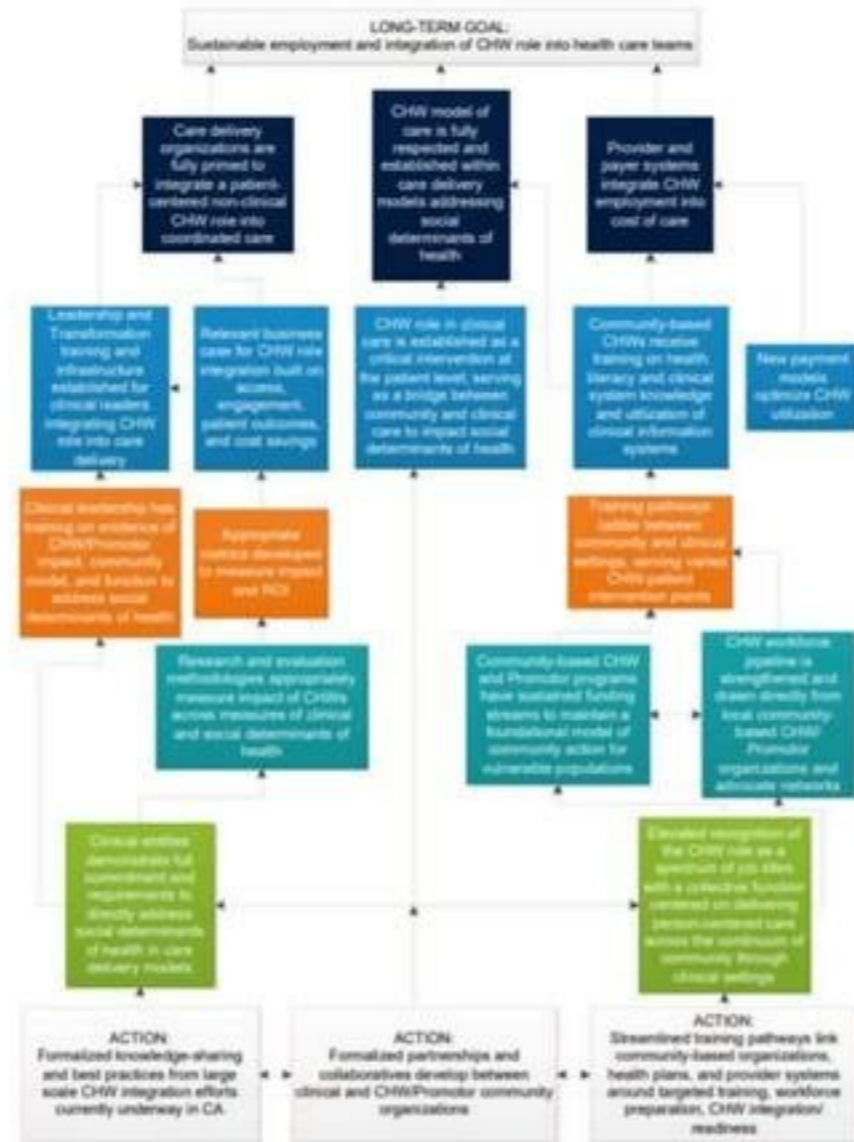 LONG-TERM GOAL:
Sustainable employment and integration of CHW role into health care teams
Care delivery
organizations are
fully primed to
integrate a patient-
centered non-clinical
CHW role into
coordinated care
CHW model of
care is fully
respected and
established within
care delivery
models addressing
social
determinants of
health
Provider and
payer systems
integrate CHW
employment into
cost of care
Leadership and
Transformation
training and
infrastructure
established for
clinical readers
integrating CHW
role into care
delivery
Relevant business
case for CHW role
integration built on
access,
engagement,
patient outcomes,
and cost savings
CHW role in clinical
care is established as a
critical intervention at
the patient level, serving
as a bridge between
community and clinical
care to impact social
determinants of health
Community-based
CHWs receive
training on health
literacy and clinical
system knowledge
and utilization of
clinical information
systems
New payment
models
optimize CHW
utilization
Clinical leadership has
training on evidence of
CHW/Promotor
impact, community
model, and function to
address social
determinants of health
Appropriate
metrics developed
to measure impact
and ROI
Training pathways
ladder between
community and clinical
settings, serving varied
CHW-patient
intervention points
Research and evaluation
methodologies appropriately
measure impact of CHWs
across measures of clinical
and social determinants of
health
Community-based CHW
and Promotor programs
have sustained funding
streams to maintain a
foundational model of
community action for
vulnerable populations
CHW workforce
pipeline is
strengthened and
drawn directly from
local community-
based CHW/
Promotor
organizations and
advocate networks
Clinical entities
demonstrate full
commitment and
requirements to
directly address
social determinants
of health in care
delivery models
Elevated recognition of
the CHW role as a
spectrum of job titles
with a collective function
centered on delivering
person-centered care
across the continuum of
community through
clinical settings
ACTION:
Formalized knowledge-sharing
and best practices from large
scale CHW integration efforts
currently underway in CA
ACTION:
Formalized partnerships and
collaboratives develop between
clinical and CHW/Promotor community
organizations
ACTION:
Streamlined training pathways link
community-based organizations,
health plans, and provider systems
around targeted training, workforce
preparation, CHW integration/
readiness